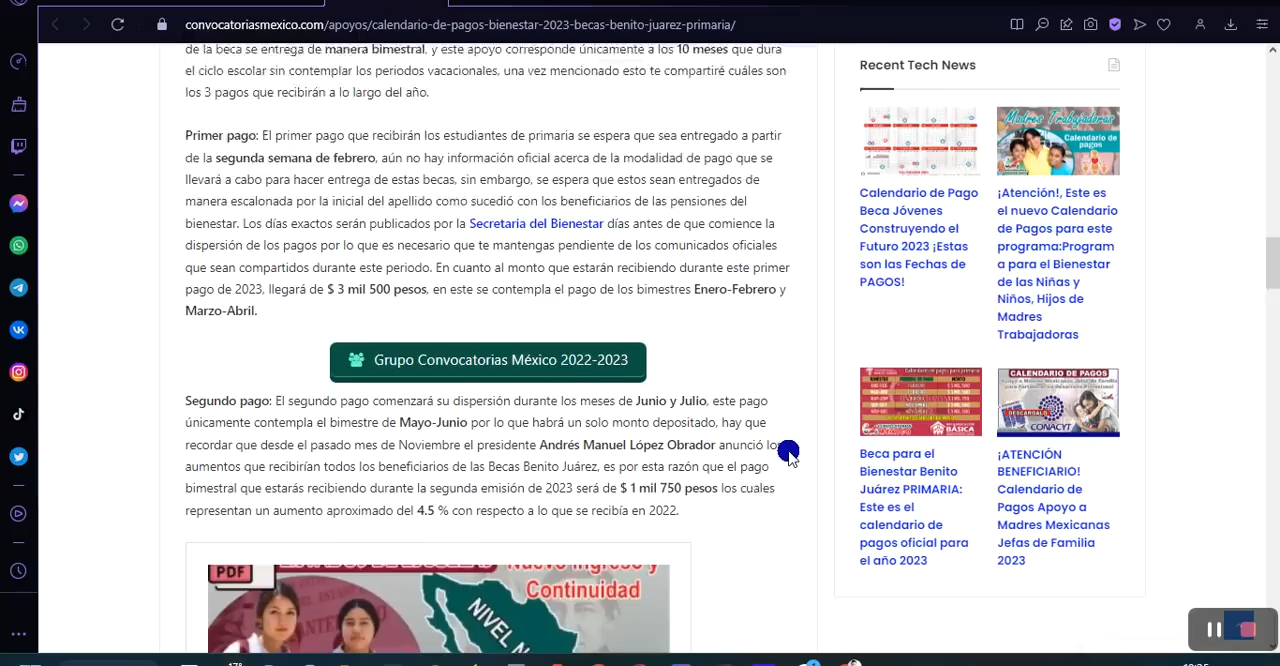 convocatoriasmexico.com/apoyos/calendario-de-pagos-bienestar-2023-becas-benito-juarez-primaria/
de la beca se entrega de manera bimestral, y este apoyo corresponde únicamente a los 10 meses que dura
el ciclo escolar sin contemplar los periodos vacacionales, una vez mencionado esto te compartiré cuáles son
los 3 pagos que recibirán a lo largo del año.
Primer pago: El primer pago que recibirán los estudiantes de primaria se espera que sea entregado a partir
de la segunda semana de febrero, aún no hay información oficial acerca de la modalidad de pago que se
llevará a cabo para hacer entrega de estas becas, sin embargo, se espera que estos sean entregados de
manera escalonada por la inicial del apellido como sucedió con los beneficiarios de las pensiones del
bienestar. Los días exactos serán publicados por la Secretaria del Bienestar días antes de que comience la
dispersión de los pagos por lo que es necesario que te mantengas pendiente de los comunicados oficiales
que sean compartidos durante este periodo. En cuanto al monto que estarán recibiendo durante este primer
pago de 2023, llegará de $ 3 mil 500 pesos, en este se contempla el pago de los bimestres Enero-Febrero y
Marzo-Abril.
Grupo Convocatorias México 2022-2023
Segundo pago: El segundo pago comenzará su dispersión durante los meses de Junio y Julio, este pago
únicamente contempla el bimestre de Mayo-Junio por lo que habrá un solo monto depositado, hay que
recordar que desde el pasado mes de Noviembre el presidente Andrés Manuel López Obrador anunció los
aumentos que recibirían todos los beneficiarios de las Becas Benito Juárez, es por esta razón que el pago
bimestral que estarás recibiendo durante la segunda emisión de 2023 será de $ 1 mil 750 pesos los cuales
representan un aumento aproximado del 4.5 % con respecto a lo que se recibía en 2022.
PDF
Nuevo Ingreso y
Continuidad
Recent Tech News
Madres Trabajadoras
Calendario de
pagos
Calendario de Pago
Beca Jóvenes
Construyendo el
Futuro 2023 ¡Estas
son las Fechas de
PAGOS!
¡Atención!, Este es
el nuevo Calendario
de Pagos para este
programa:Program
a para el Bienestar
de las Niñas y
Niños, Hijos de
Madres
Trabajadoras
Calendario de pagos para primaria
BÁSICA
CALENDARIO DE PAGOS
DESCARGALO
CONACYT
Beca para el
Bienestar Benito
Juárez PRIMARIA:
Este es el
calendario de
pagos oficial para
el año 2023
¡ATENCIÓN
BENEFICIARIO!
Calendario de
Pagos Apoyo a
Madres Mexicanas
Jefas de Familia
2023
17°